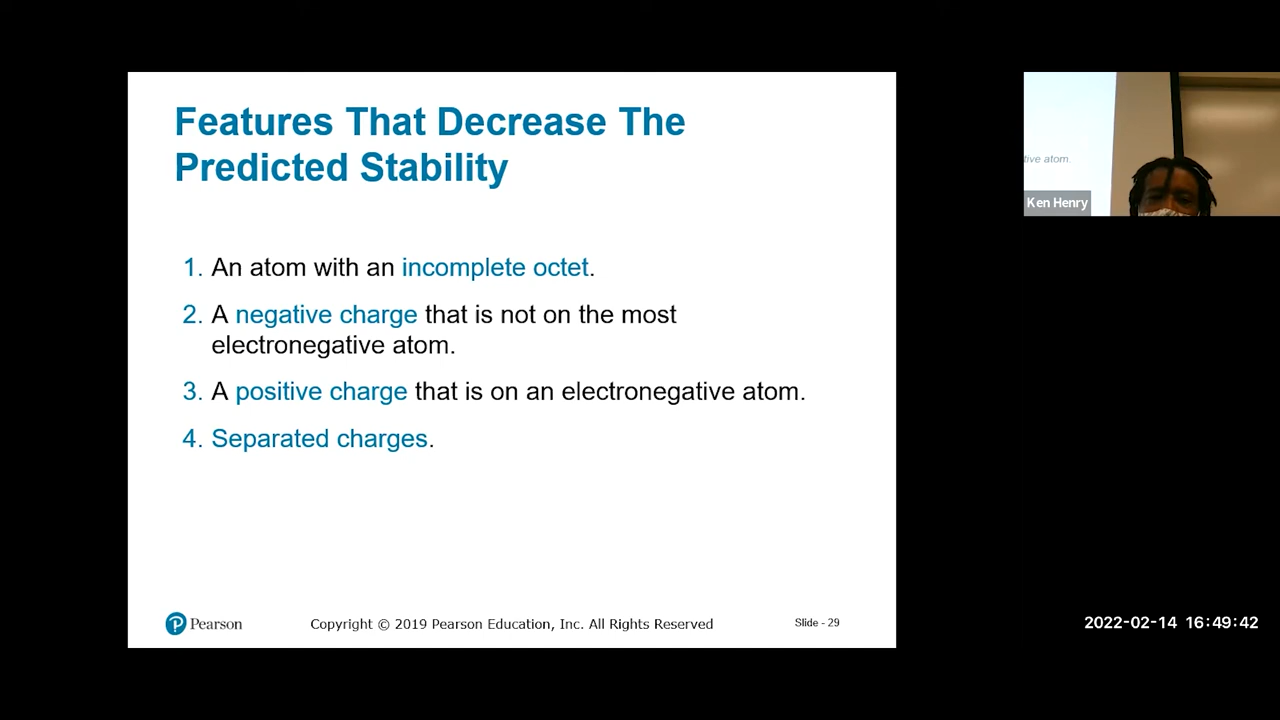 Features That Decrease The
Predicted Stability
1. An atom with an incomplete octet.
2. A negative charge that is not on the most
electronegative atom.
3. A positive charge that is on an electronegative atom.
4. Separated charges.
Pearson
Copyright © 2019 Pearson Education, Inc. All Rights Reserved
Slide - 29
tive atom.
Ken Henry
2022-02-14 16:49:42